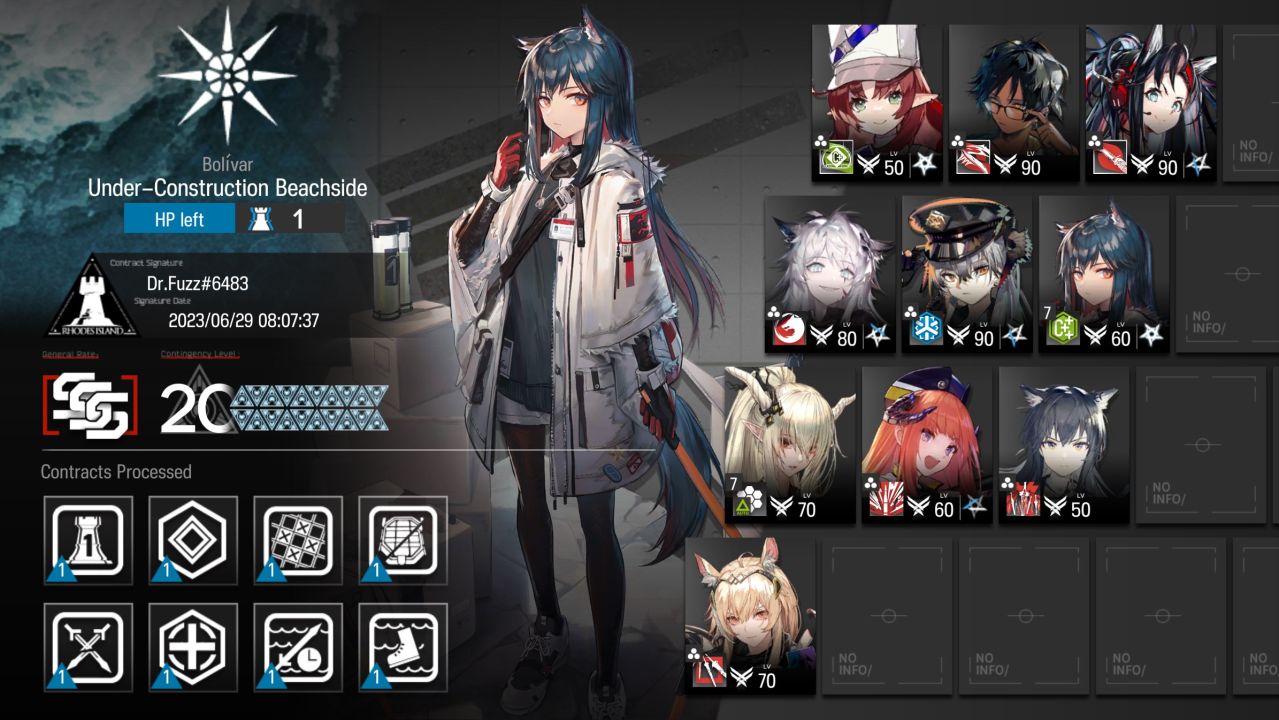 Bolívar
Under-Construction Beachside
HP left 1
Contract Signature
Dr.Fuzz#6483
Signature Date
2023/06/29 08:07:37
RHODES ISLAND
General Rate
Contingency Level
20
Contracts Processed
1
1 1 1 1
1 1 1 1
LV 50
LV 90
LV 90
NO INFO/
LV 80
LV 90
7 LV 60
NO INFO/
7 AUTO LV 70
LV 60
LV 50
NO INFO/
LV 70
NO INFO/
NO INFO/
NO INFO/
NO INFO/